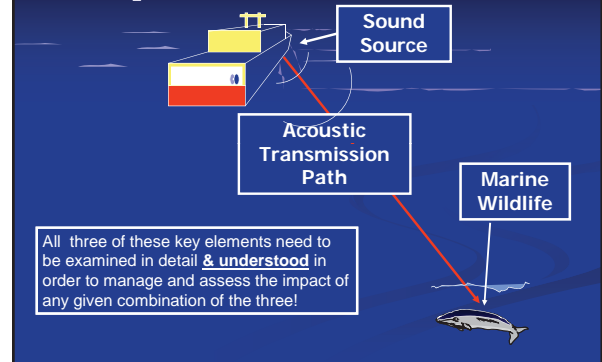 Sound
Source
Acoustic
Transmission
Path
Marine
Wildlife
All three of these key elements need to
be examined in detail & understood in
order to manage and assess the impact of
any given combination of the three!